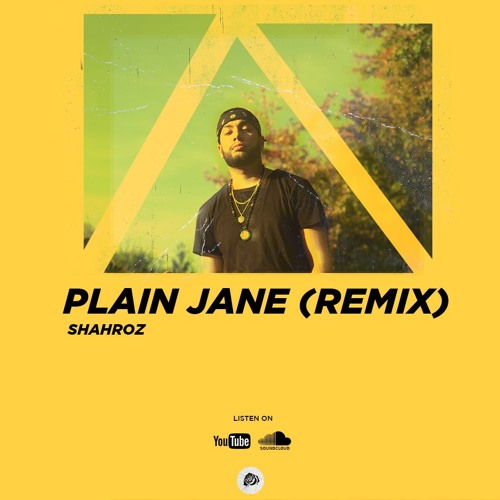 PLAIN JANE (REMIX)
SHAHROZ
LISTEN ON
YouTube
SOUNDCLOUD